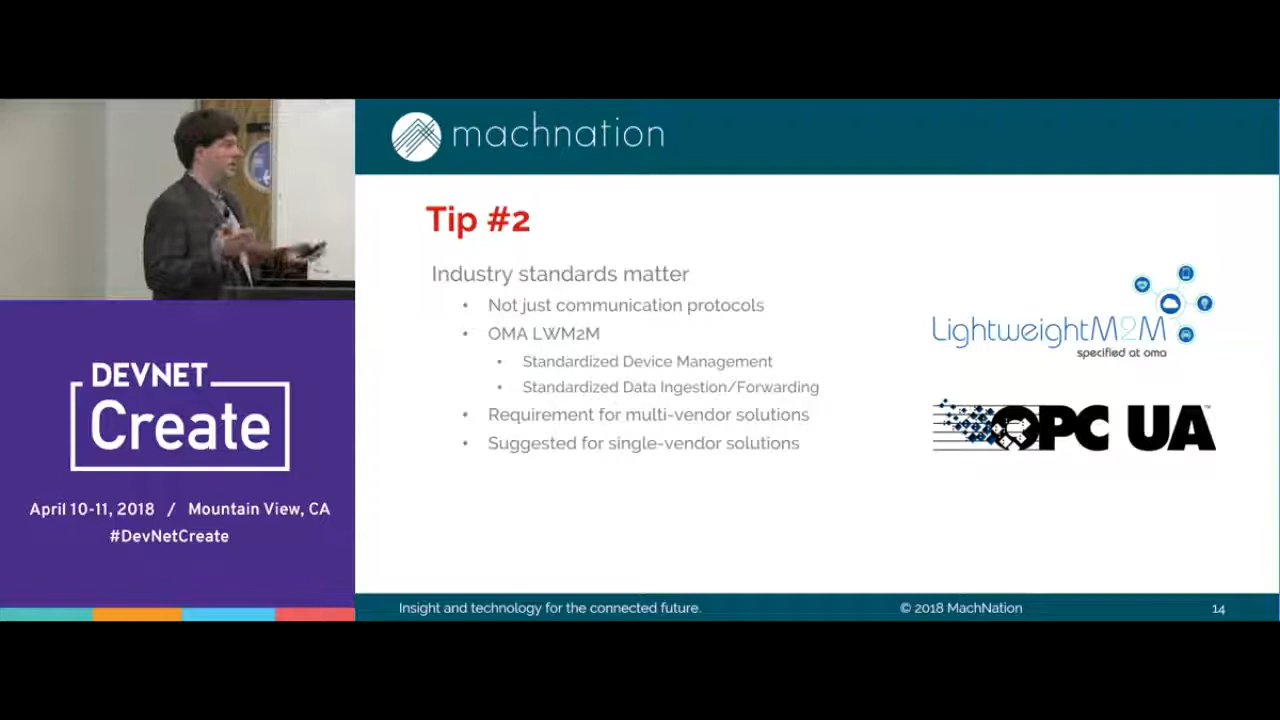 machnation
Tip #2
Industry standards matter
• Not just communication protocols
• OMA LWM2M
• Standardized Device Management
• Standardized Data Ingestion/Forwarding
• Requirement for multi-vendor solutions
• Suggested for single-vendor solutions
LightweightM2M
specified at oma
OPC UA
DEVNET
Create
April 10-11, 2018 / Mountain View, CA
#DevNetCreate
Insight and technology for the connected future.
© 2018 MachNation
14